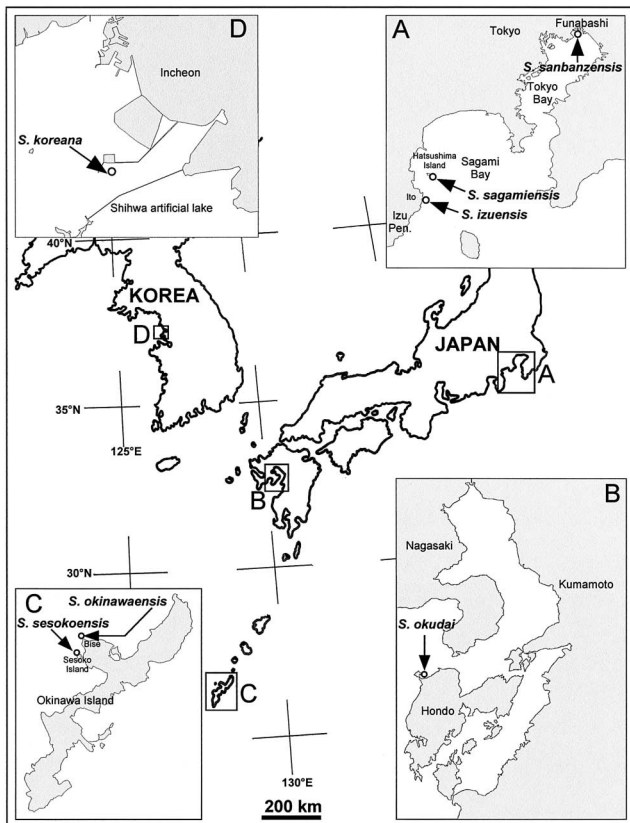 D
Incheon
S. koreana
Shihwa artificial lake
A
Tokyo
Funabashi
S. sanbanzensis
Tokyo
Bay
Hatsushima
Island
Sagami
Bay
S. sagamiensis
Ito
S. izuensis
Izu
Pen.
40°N
KOREA
D
JAPAN
A
35°N
125°E
B
30°N
C
S. okinawaensis
S. sesokoensis
Bise
Sesoko
Island
Okinawa Island
C
130°E
200 km
B
Nagasaki
Kumamoto
S. okudai
Hondo